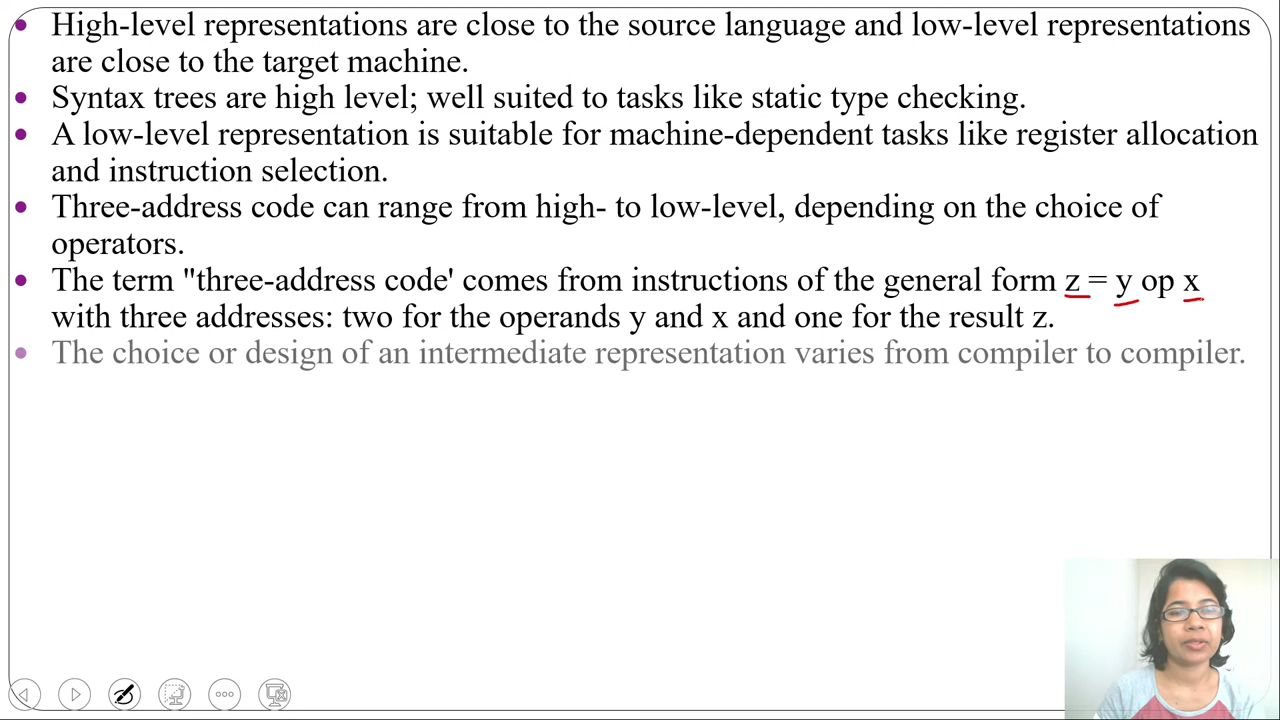 High-level representations are close to the source language and low-level representations
are close to the target machine.
Syntax trees are high level; well suited to tasks like static type checking.
A low-level representation is suitable for machine-dependent tasks like register allocation
and instruction selection.
Three-address code can range from high- to low-level, depending on the choice of
operators.
The term "three-address code' comes from instructions of the general form z = y op x
with three addresses: two for the operands y and x and one for the result z.
The choice or design of an intermediate representation varies from compiler to compiler.